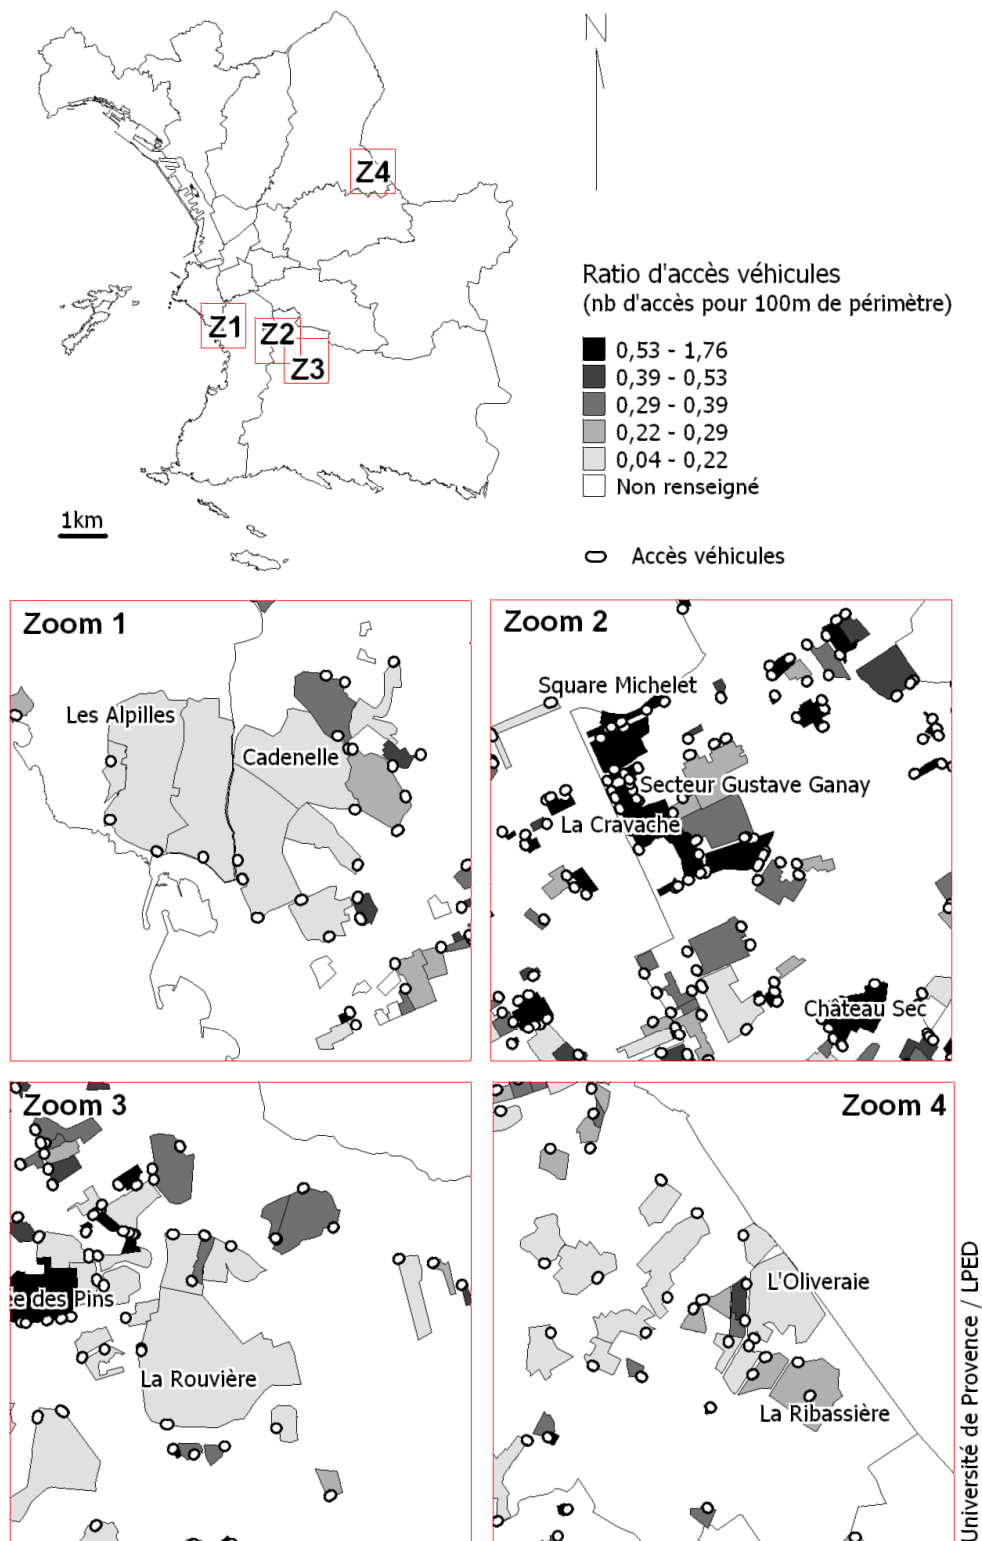 N
Z4
Z1
Z2
Z3
Ratio d'accès véhicules
(nb d'accès pour 100m de périmètre)
0,53 - 1,76
0,39 - 0,53
0,29 - 0,39
0,22 - 0,29
0,04 - 0,22
Non renseigné
1km
Accès véhicules
Zoom 1
Les Alpilles
Cadenelle
Zoom 2
Square Michelet
Secteur Gustave Ganay
La Cravache
Château Sec
Zoom 3
ée des Pins
La Rouvière
Zoom 4
L'Oliveraie
La Ribassière
Université de Provence / LPED